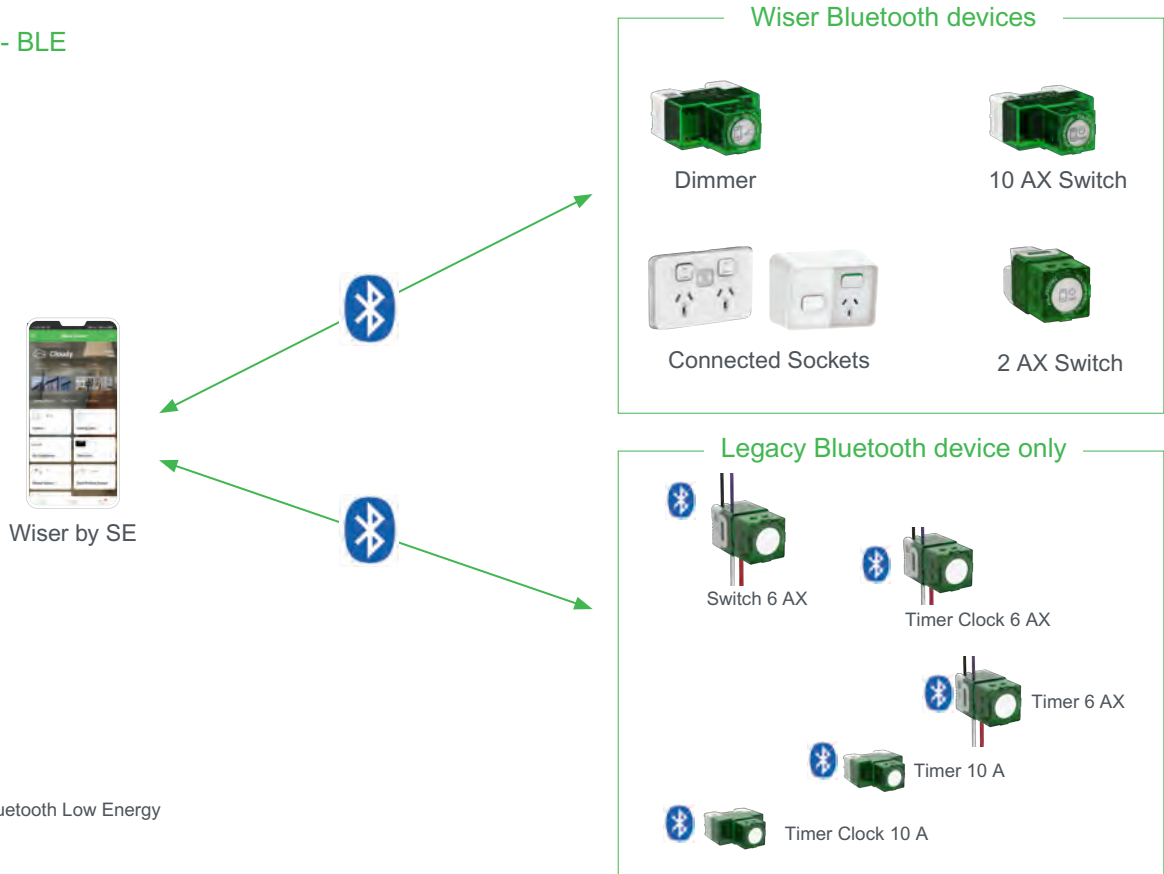 - BLE
Wiser Bluetooth devices
Dimmer
10 AX Switch
Connected Sockets
2 AX Switch
Cloudy
Wiser by SE
Legacy Bluetooth device only
Switch 6 AX
Timer Clock 6 AX
Timer 6 AX
Timer 10 A
Timer Clock 10 A
uetooth Low Energy